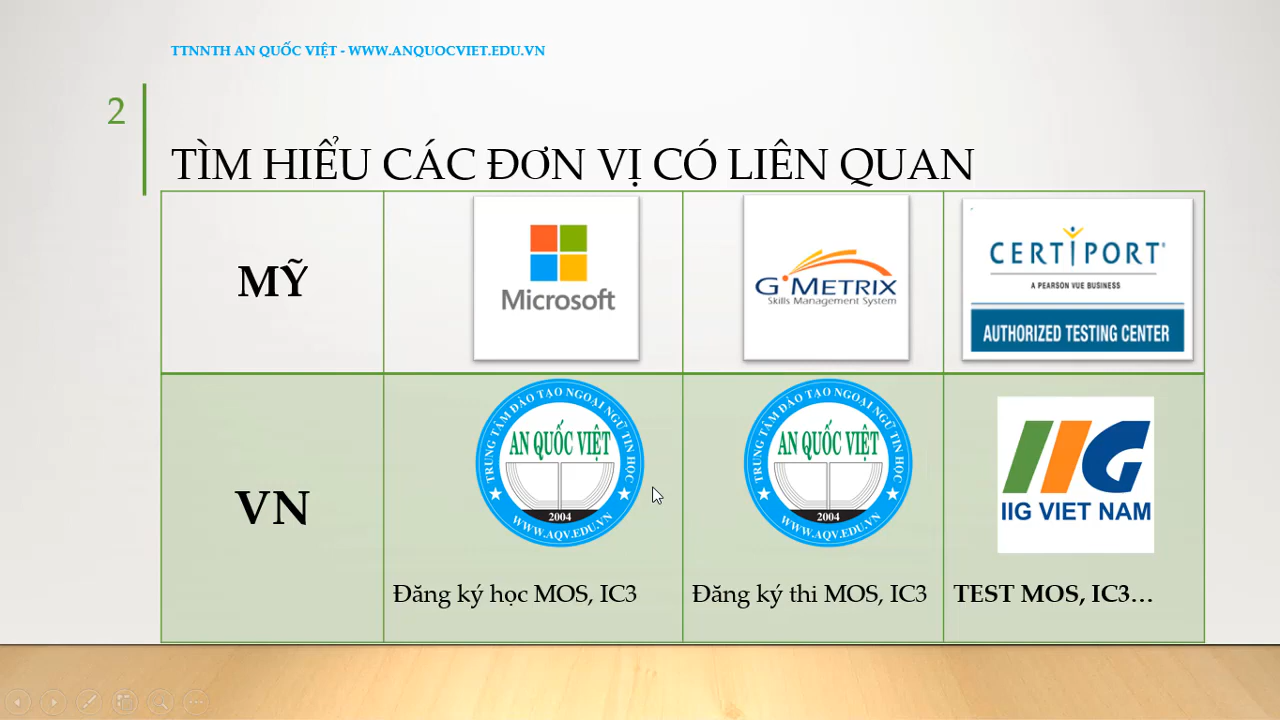 TTNNTH AN QUỐC VIỆT - WWW.ANQUOCVIET.EDU.VN
2
TÌM HIỂU CÁC ĐƠN VỊ CÓ LIÊN QUAN
MỸ
Microsoft
G METRIX
Skills Management System
CERTIPORT
A PEARSON VUE BUSINESS
AUTHORIZED TESTING CENTER
VN
TRUNG TÂM ĐÀO TẠO NGOẠI NGỮ TIN HỌC
AN QUỐC VIỆT
2004
WWW.AQV.EDU.VN
Đăng ký học MOS, IC3
TRUNG TÂM ĐÀO TẠO NGOẠI NGỮ TIN HỌC
AN QUỐC VIỆT
2004
WWW.AQV.EDU.VN
Đăng ký thi MOS, IC3
IIG
IIG VIET NAM
TEST MOS, IC3...